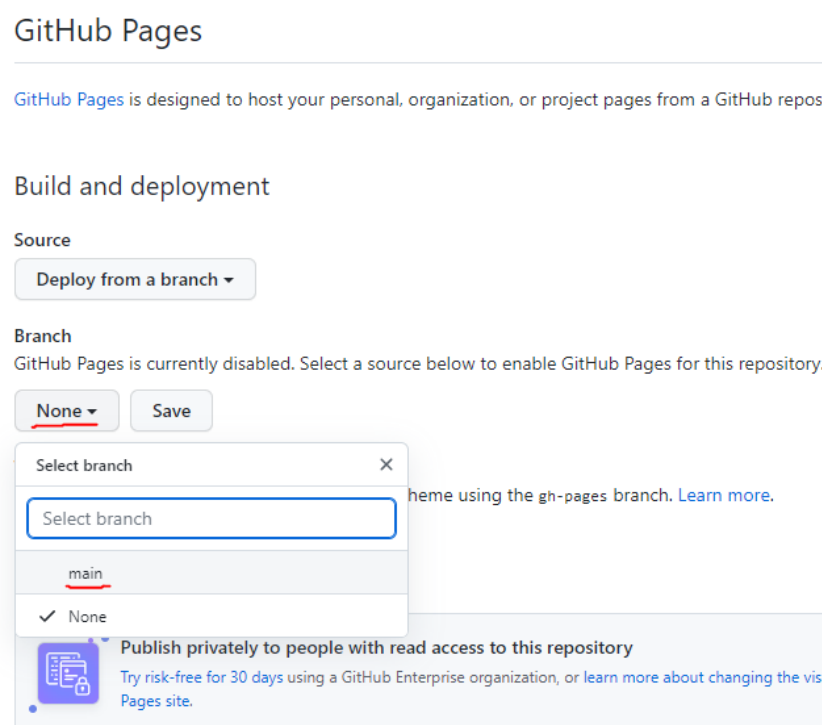 GitHub Pages
GitHub Pages is designed to host your personal, organization, or project pages from a GitHub repos
Build and deployment
Source
Deploy from a branch
Branch
GitHub Pages is currently disabled. Select a source below to enable GitHub Pages for this repository.
None Save
Select branch
Select branch
heme using the gh-pages branch. Learn more.
main
None
Publish privately to people with read access to this repository
Try risk-free for 30 days using a GitHub Enterprise organization, or learn more about changing the vis
Pages site.